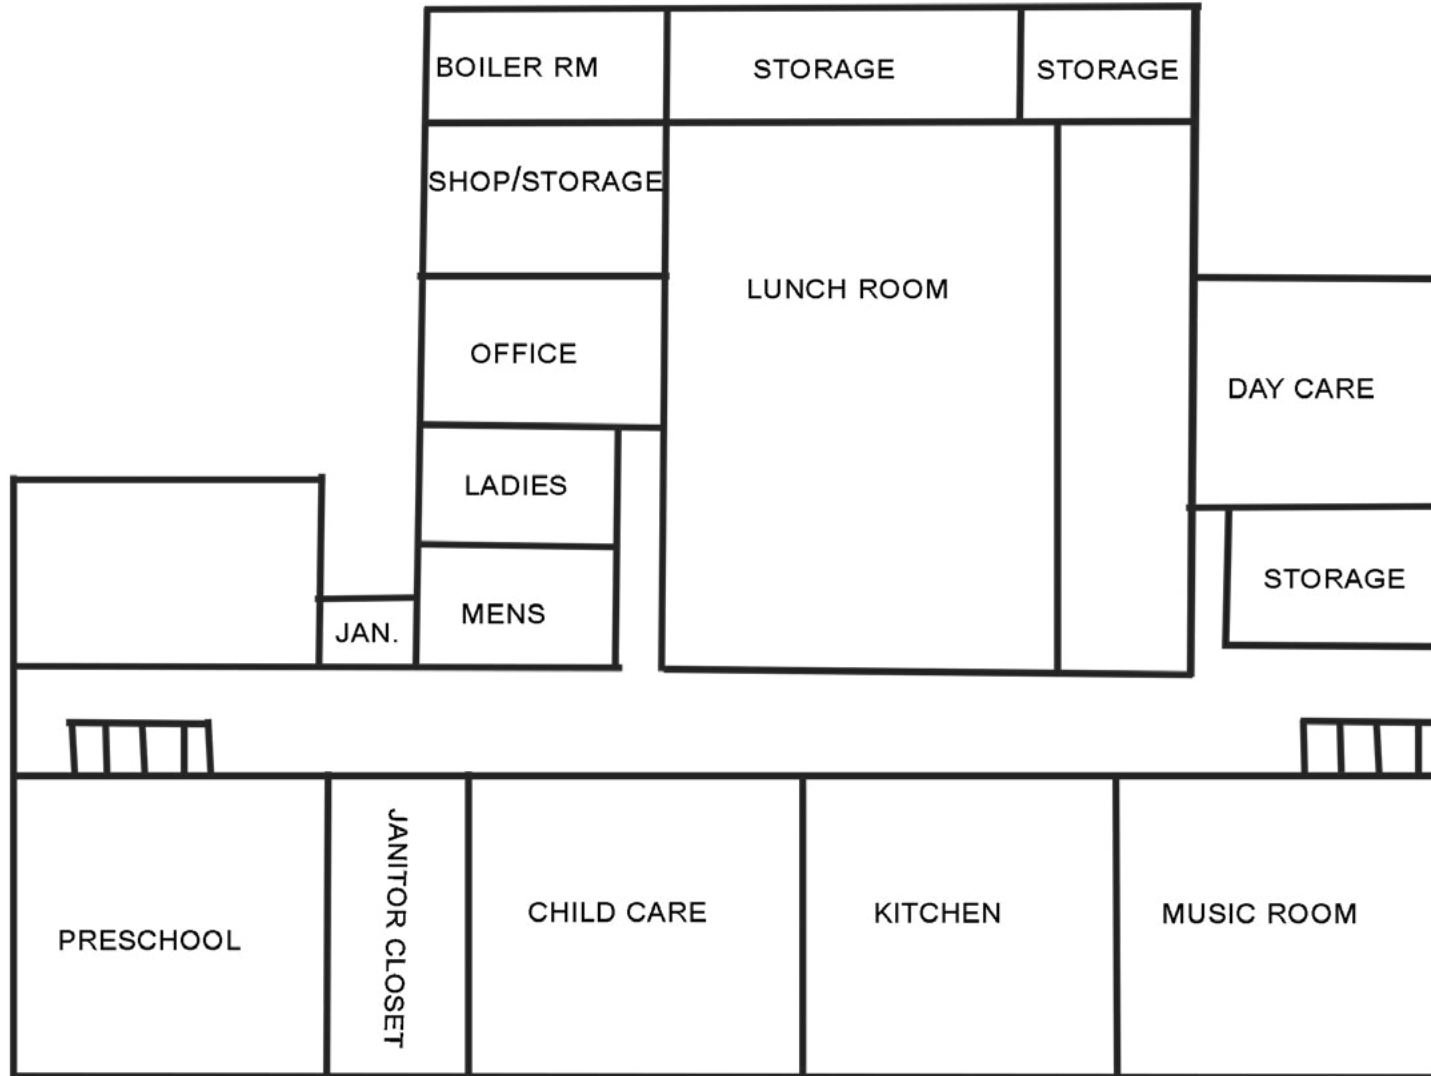 BOILER RM
STORAGE
STORAGE
SHOP/STORAGE
LUNCH ROOM
OFFICE
DAY CARE
LADIES
STORAGE
MENS
JAN.
JANITOR CLOSET
CHILD CARE
KITCHEN
MUSIC ROOM
PRESCHOOL